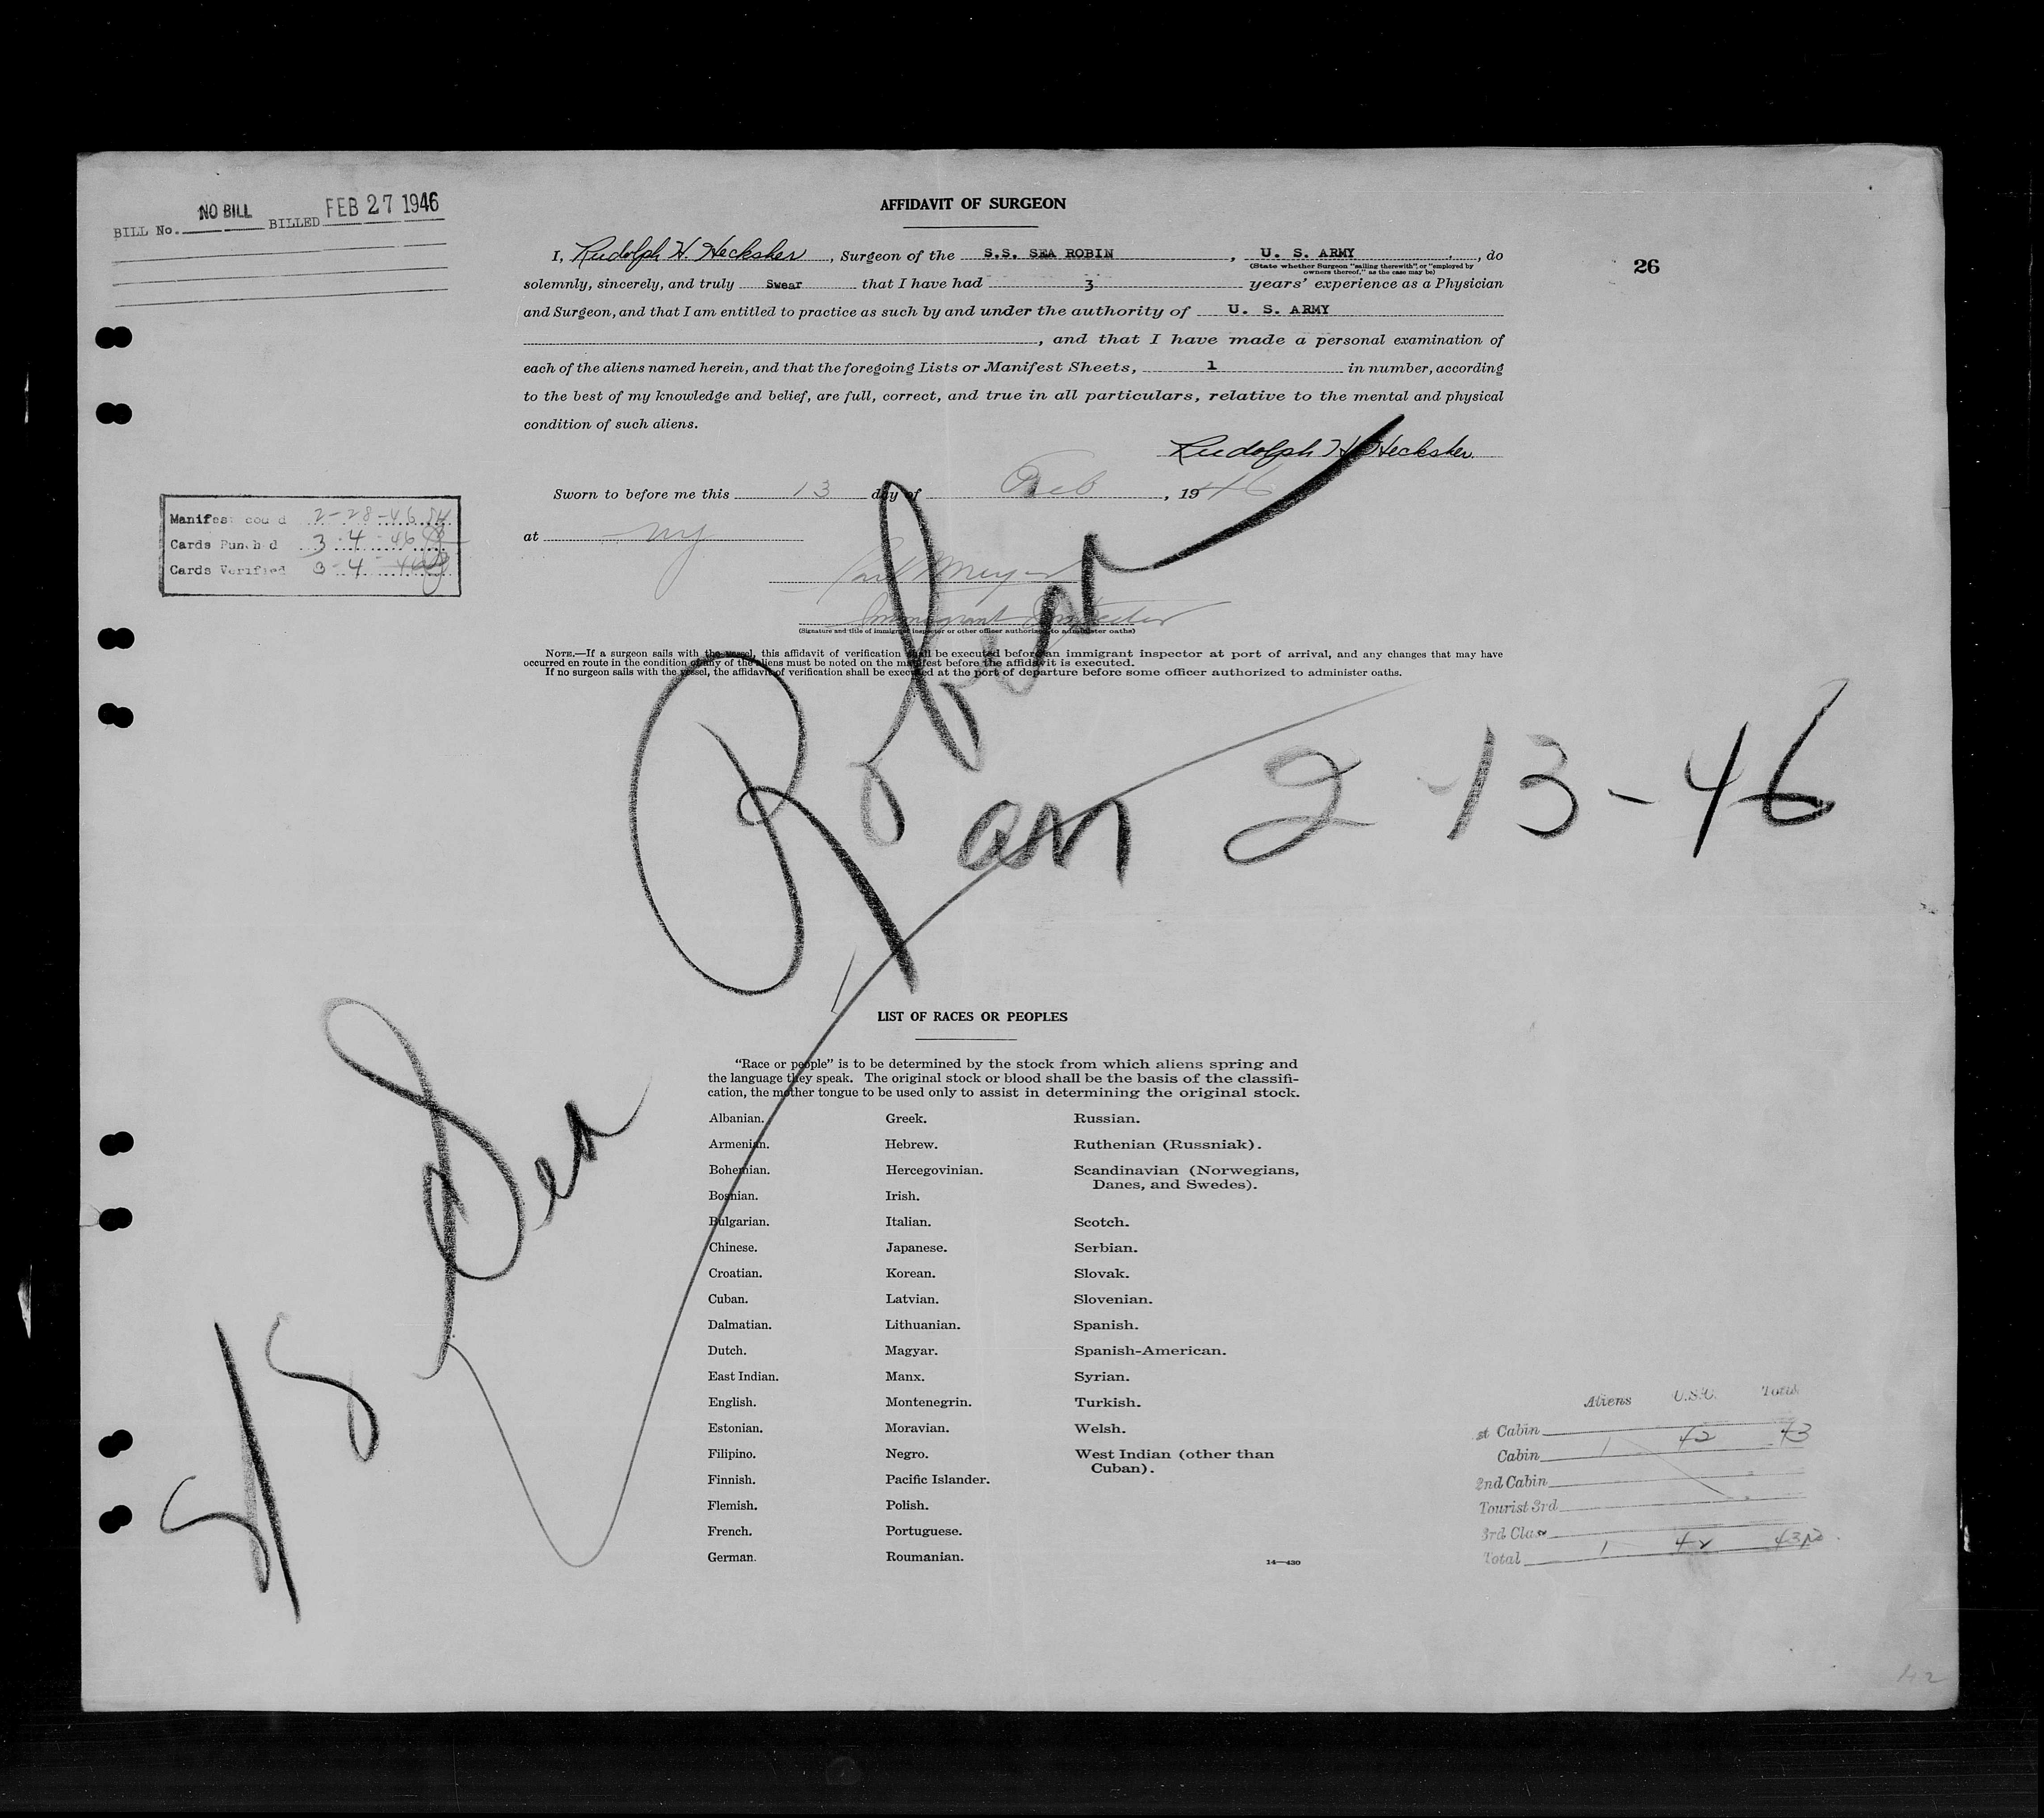 NO BILL FEB 27 1946
BILL No. BILLED
AFFIDAVIT OF SURGEON
26
I, Rudolph H. Hecksher, Surgeon of the S.S. SEA ROBIN, U. S. ARMY, do
(State whether Surgeon "sailing therewith", or "employed by
owners thereof," as the case may be)
solemnly, sincerely, and truly Swear that I have had 3 years' experience as a Physician
and Surgeon, and that I am entitled to practice as such by and under the authority of U. S. ARMY
, and that I have made a personal examination of
each of the aliens named herein, and that the foregoing Lists or Manifest Sheets, 1 in number, according
to the best of my knowledge and belief, are full, correct, and true in all particulars, relative to the mental and physical
condition of such aliens.
Rudolph H. Hecksher
Sworn to before me this 13 day of Feb, 1946
at NY
Immigrant Inspector
(Signature and title of immigrant inspector or other officer authorized to administer oaths)
Manifest 2-28-46
Cards Punched 3-4-46
Cards Verified 3-4-46
NOTE.—If a surgeon sails with the vessel, this affidavit of verification shall be executed before an immigrant inspector at port of arrival, and any changes that may have
occurred en route in the condition of any of the aliens must be noted on the manifest before the affidavit is executed.
If no surgeon sails with the vessel, the affidavit of verification shall be executed at the port of departure before some officer authorized to administer oaths.
S/S Sea Robin
am 2-13-46
LIST OF RACES OR PEOPLES
"Race or people" is to be determined by the stock from which aliens spring and
the language they speak. The original stock or blood shall be the basis of the classifi-
cation, the mother tongue to be used only to assist in determining the original stock.
Albanian. Greek. Russian.
Armenian. Hebrew. Ruthenian (Russniak).
Bohemian. Hercegovinian. Scandinavian (Norwegians,
Danes, and Swedes).
Bosnian. Irish.
Bulgarian. Italian. Scotch.
Chinese. Japanese. Serbian.
Croatian. Korean. Slovak.
Cuban. Latvian. Slovenian.
Dalmatian. Lithuanian. Spanish.
Dutch. Magyar. Spanish-American.
East Indian. Manx. Syrian.
English. Montenegrin. Turkish.
Estonian. Moravian. Welsh.
Filipino. Negro. West Indian (other than
Cuban).
Finnish. Pacific Islander.
Flemish. Polish.
French. Portuguese.
German. Roumanian.
14—430
Aliens U.S.C. Total
st Cabin
Cabin 1 42 43
2nd Cabin
Tourist 3rd
3rd Class
Total 1 42 43
42